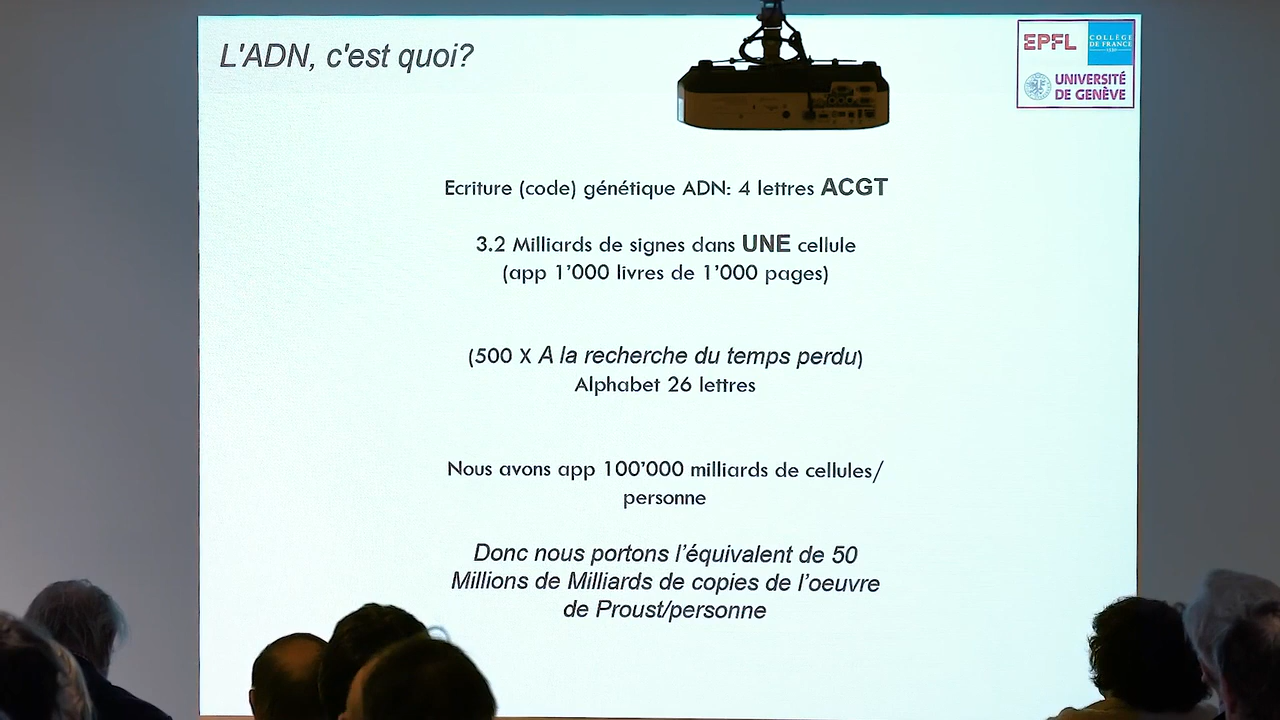 L'ADN, c'est quoi?
EPFL
COLLÈGE
DE FRANCE
1530
UNIVERSITÉ
DE GENÈVE
Ecriture (code) génétique ADN: 4 lettres ACGT
3.2 Milliards de signes dans UNE cellule
(app 1'000 livres de 1'000 pages)
(500 X A la recherche du temps perdu)
Alphabet 26 lettres
Nous avons app 100'000 milliards de cellules/
personne
Donc nous portons l'équivalent de 50
Millions de Milliards de copies de l'oeuvre
de Proust/personne